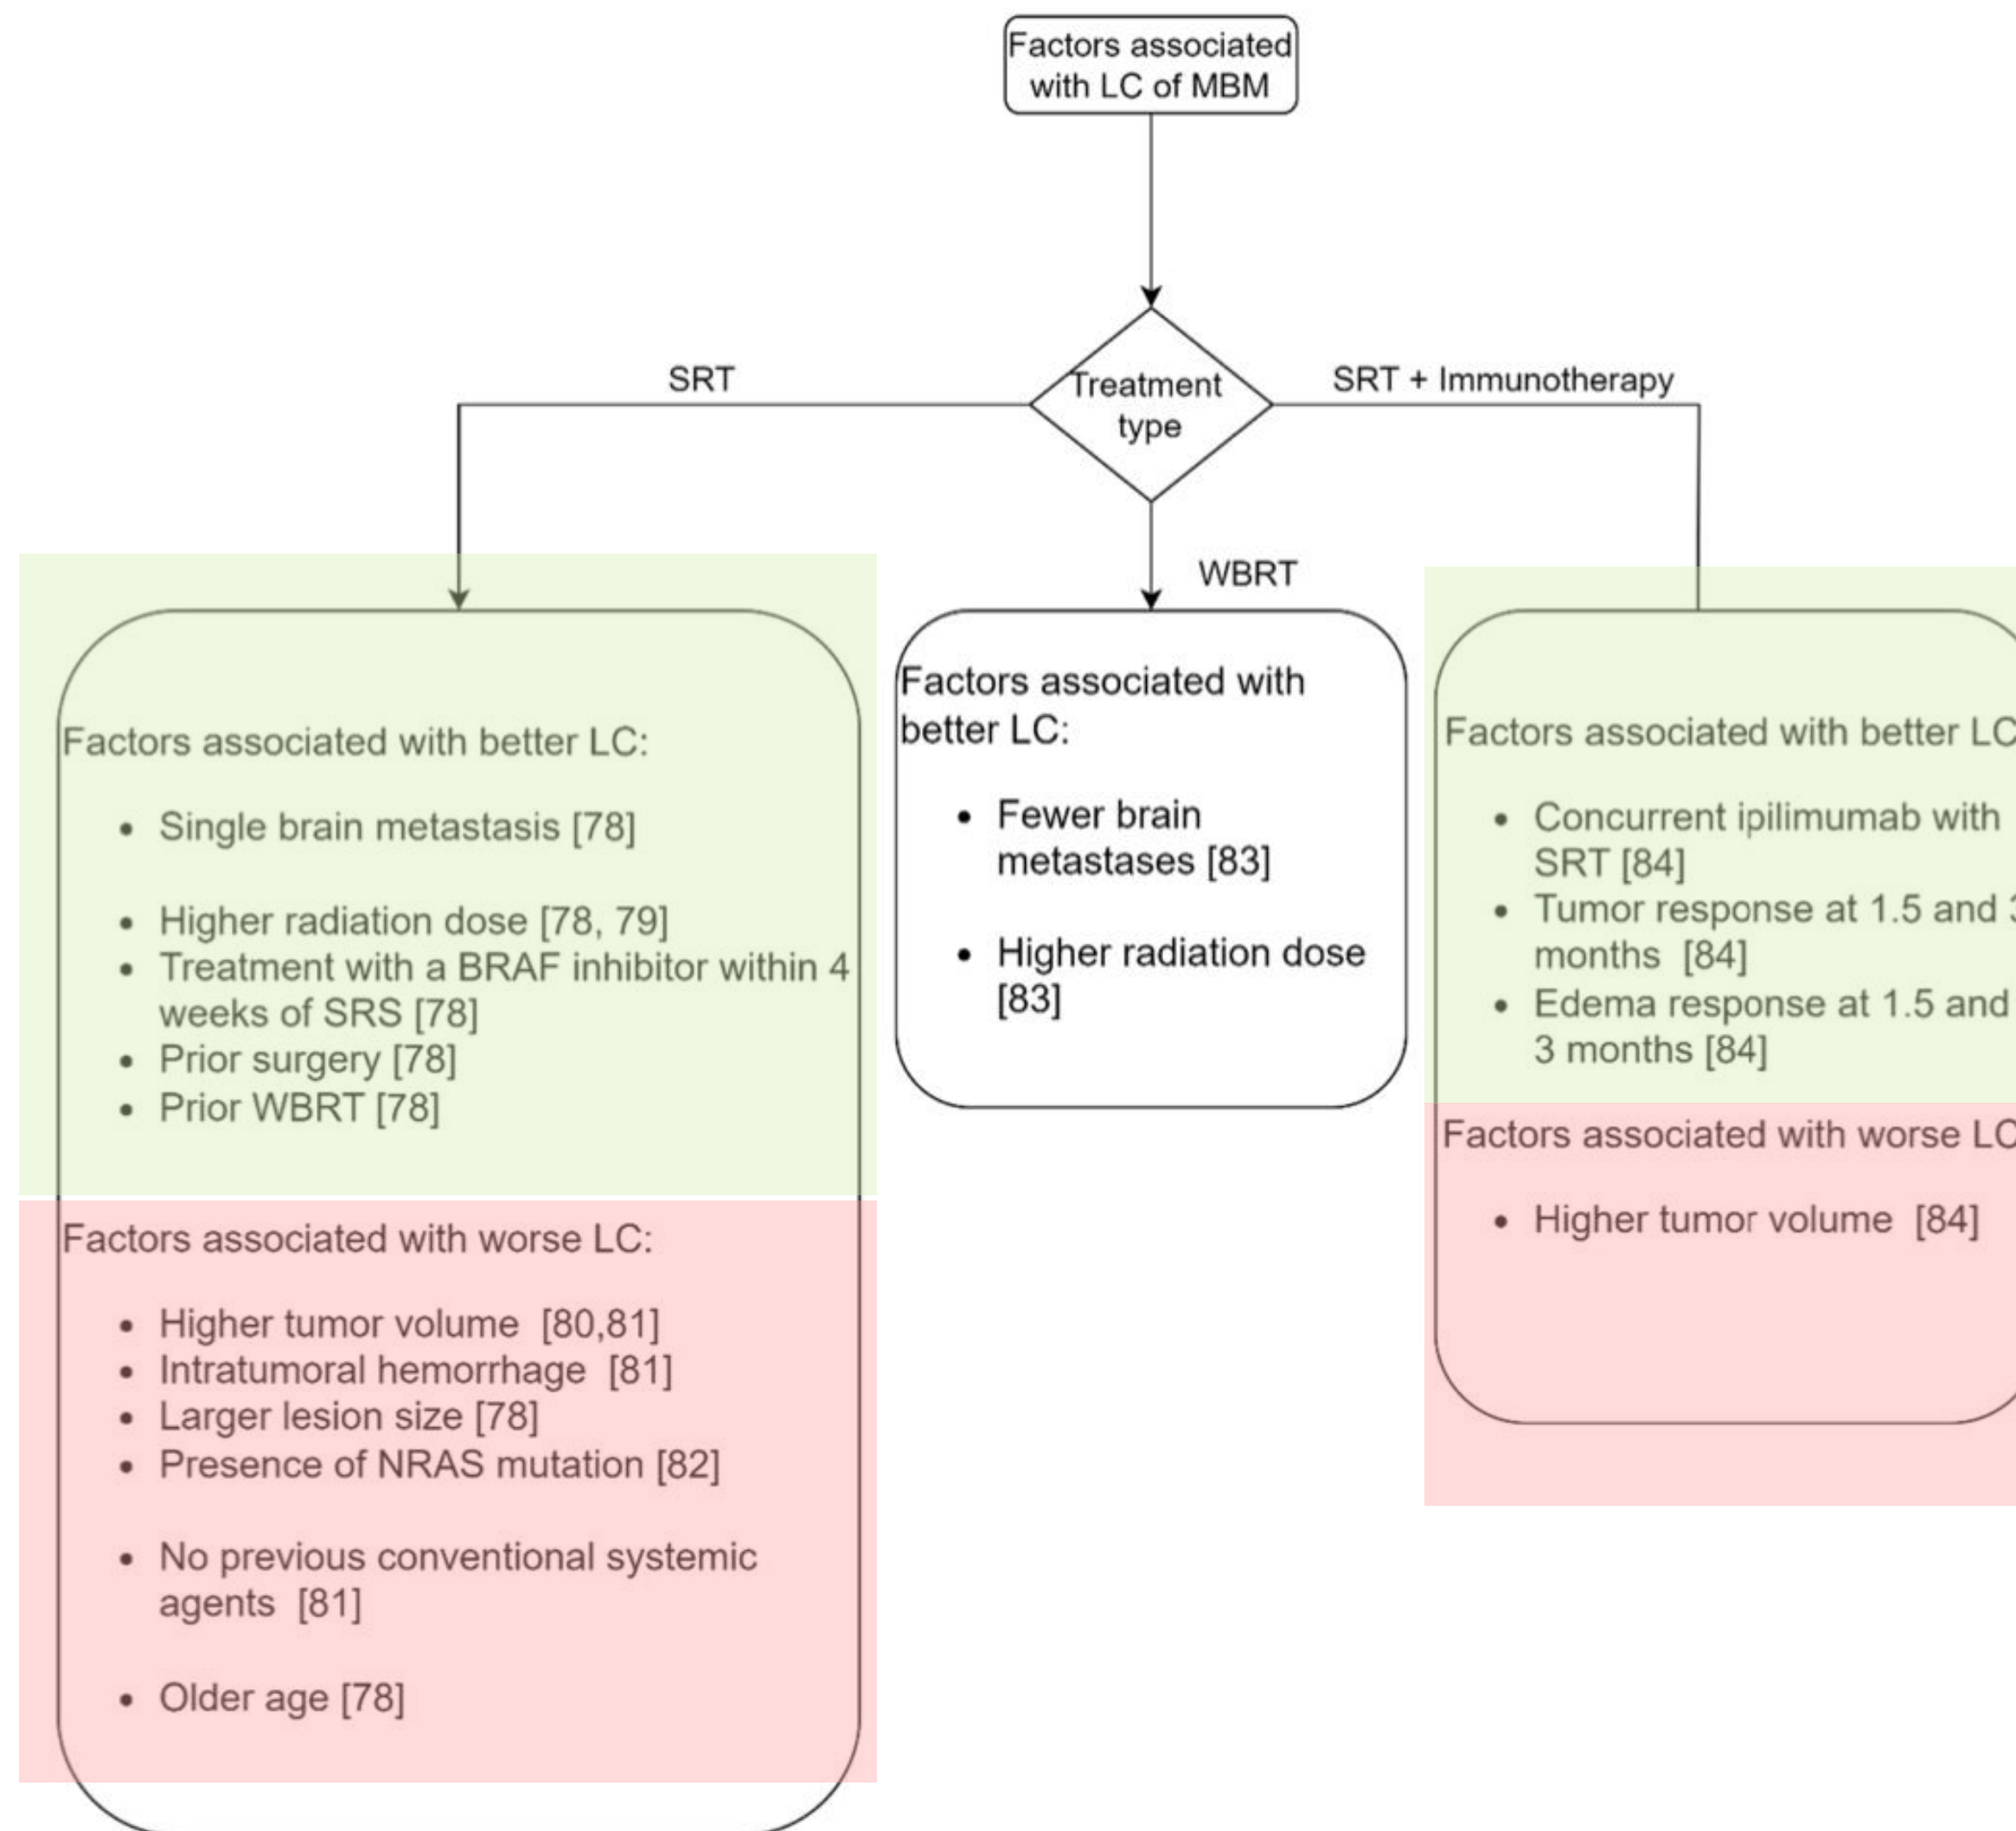 Factors associated
with LC of MBM
SRT
Treatment
type
SRT + Immunotherapy
WBRT
Factors associated with better LC:
• Single brain metastasis [78]
• Higher radiation dose [78, 79]
• Treatment with a BRAF inhibitor within 4
weeks of SRS [78]
• Prior surgery [78]
• Prior WBRT [78]
Factors associated with worse LC:
• Higher tumor volume [80,81]
• Intratumoral hemorrhage [81]
• Larger lesion size [78]
• Presence of NRAS mutation [82]
• No previous conventional systemic
agents [81]
• Older age [78]
Factors associated with
better LC:
• Fewer brain
metastases [83]
• Higher radiation dose
[83]
Factors associated with better LC
• Concurrent ipilimumab with
SRT [84]
• Tumor response at 1.5 and 3
months [84]
• Edema response at 1.5 and
3 months [84]
Factors associated with worse LC
• Higher tumor volume [84]